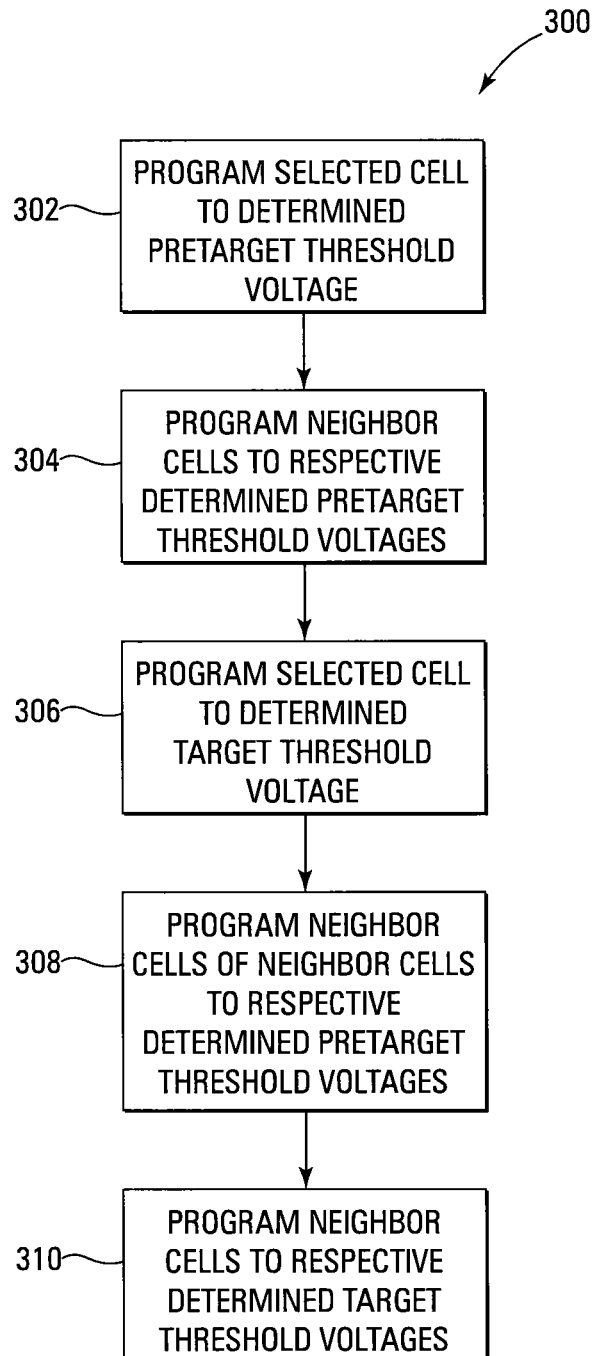 300
302
PROGRAM SELECTED CELL
TO DETERMINED
PRETARGET THRESHOLD
VOLTAGE
304
PROGRAM NEIGHBOR
CELLS TO RESPECTIVE
DETERMINED PRETARGET
THRESHOLD VOLTAGES
306
PROGRAM SELECTED CELL
TO DETERMINED
TARGET THRESHOLD
VOLTAGE
308
PROGRAM NEIGHBOR
CELLS OF NEIGHBOR CELLS
TO RESPECTIVE
DETERMINED PRETARGET
THRESHOLD VOLTAGES
310
PROGRAM NEIGHBOR
CELLS TO RESPECTIVE
DETERMINED TARGET
THRESHOLD VOLTAGES